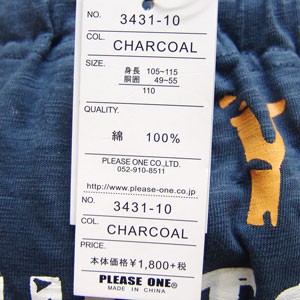 NO. 3431-10
COL. CHARCOAL
SIZE.
身長 105~115
胴囲 49~55
110
QUALITY.
綿 100%
PLEASE ONE CO.,LTD.
052-910-8511
http://www.please-one.co.jp
NO. 3431-10
COL. CHARCOAL
PRICE.
本体価格 ¥1,800+税
PLEASE ONE®
MADE IN CHINA